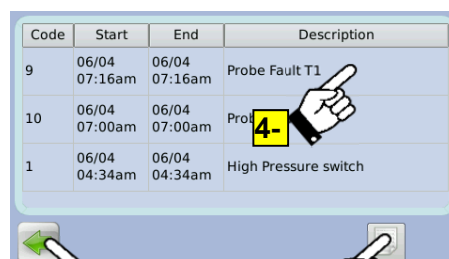 Code Start End Description
9 06/04 07:16am 06/04 07:16am Probe Fault T1
10 06/04 07:00am 06/04 07:00am
4-
1 06/04 04:34am 06/04 04:34am High Pressure switch